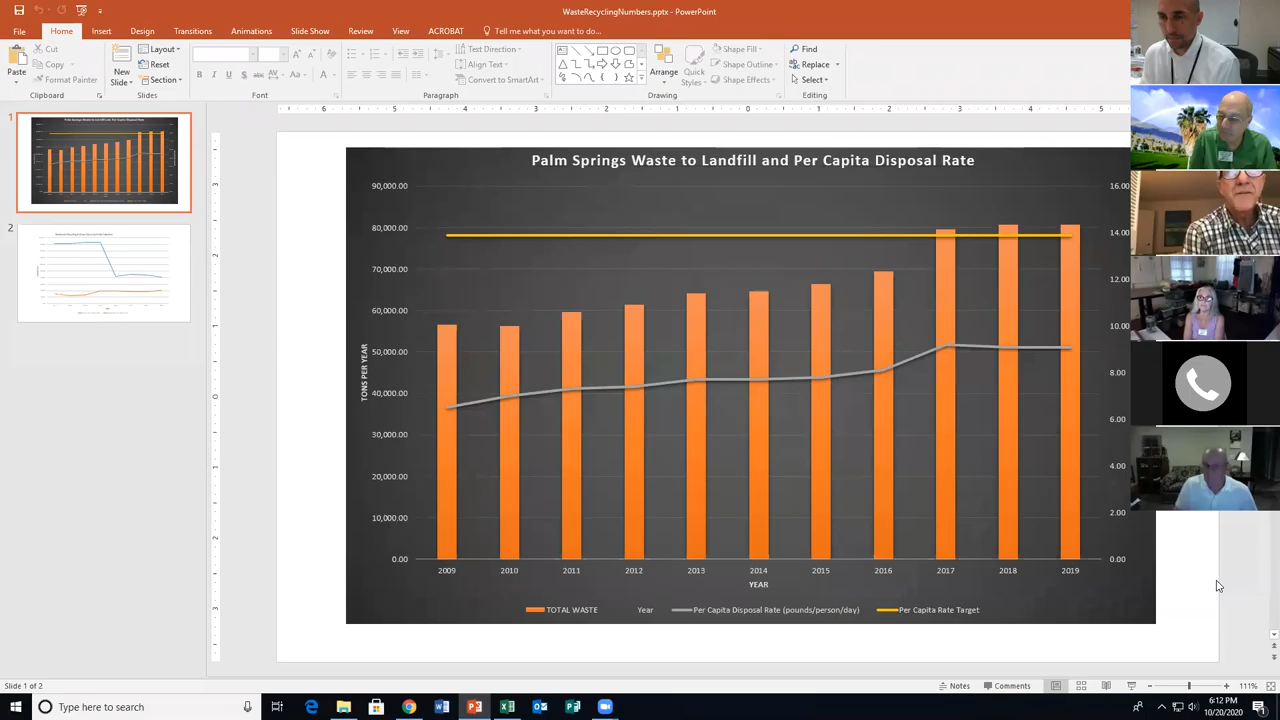 WasteRecyclingNumbers.pptx - PowerPoint
File Home Insert Design Transitions Animations Slide Show Review View ACROBAT Tell me what you want to do...
Paste
Cut
Copy
Format Painter
Clipboard
New Slide
Layout
Reset
Section
Slides
Font
Paragraph
Text Direction
Align Text
Convert to SmartArt
Arrange
Quick Styles
Shape Fill
Shape Outline
Shape Effects
Drawing
Find
Replace
Select
Editing
1
2
Palm Springs Waste to Landfill and Per Capita Disposal Rate
90,000.00
80,000.00
70,000.00
60,000.00
50,000.00
40,000.00
30,000.00
20,000.00
10,000.00
0.00
TONS PER YEAR
16.00
14.00
12.00
10.00
8.00
6.00
4.00
2.00
0.00
2009 2010 2011 2012 2013 2014 2015 2016 2017 2018 2019
YEAR
TOTAL WASTE Year Per Capita Disposal Rate (pounds/person/day) Per Capita Rate Target
Slide 1 of 2
Notes Comments 111%
Type here to search
6:12 PM
10/20/2020